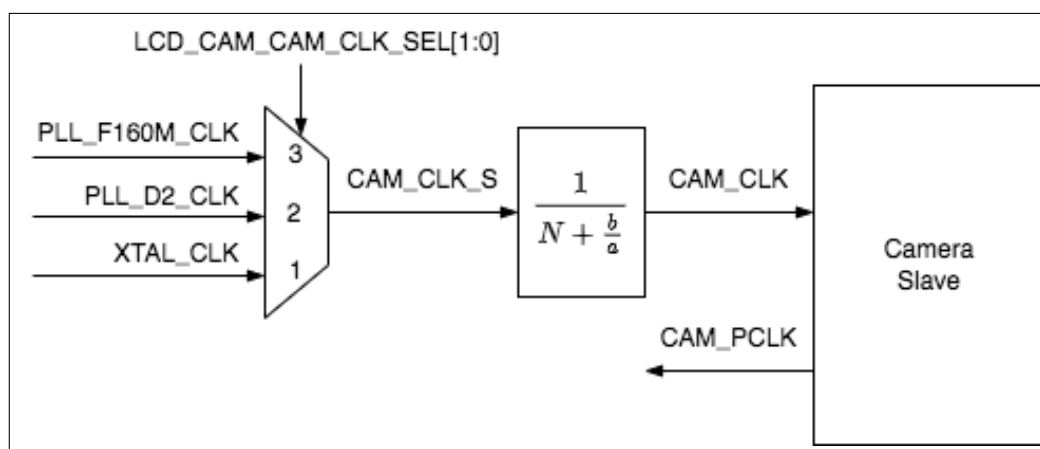 LCD_CAM_CAM_CLK_SEL[1:0]
PLL_F160M_CLK
3
PLL_D2_CLK
2
XTAL_CLK
1
CAM_CLK_S
1
N + b/a
CAM_CLK
Camera
Slave
CAM_PCLK